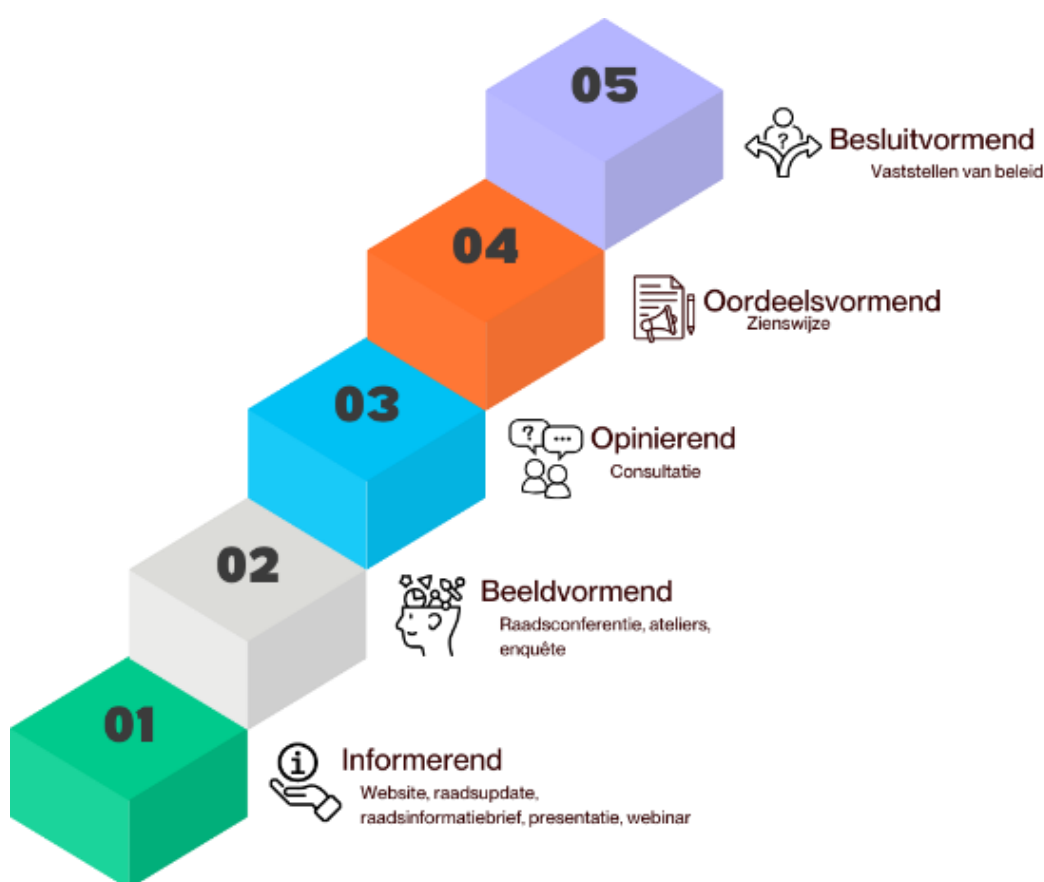 05
Besluitvormend
Vaststellen van beleid
04
Oordeelsvormend
Zienswijze
03
Opinierend
Consultatie
02
Beeldvormend
Raadsconferentie, ateliers,
enquête
01
Informerend
Website, raadsupdate,
raadsinformatiebrief, presentatie, webinar